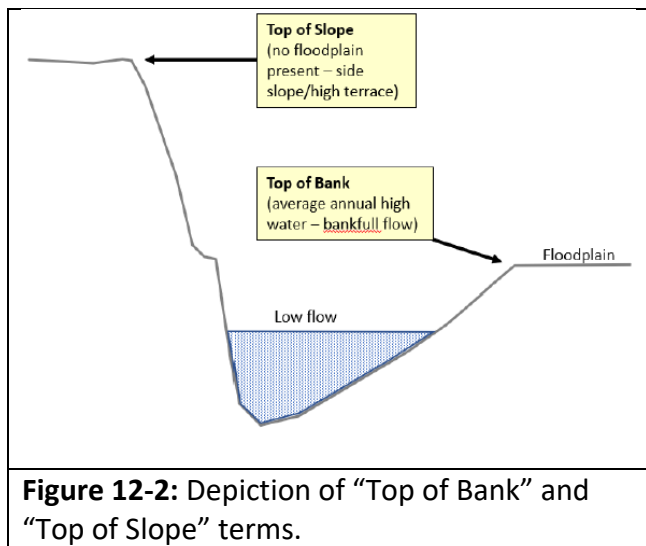 Top of Slope
(no floodplain
present – side
slope/high terrace)
Top of Bank
(average annual high
water – bankfull flow)
Floodplain
Low flow
Figure 12-2: Depiction of “Top of Bank” and
“Top of Slope” terms.